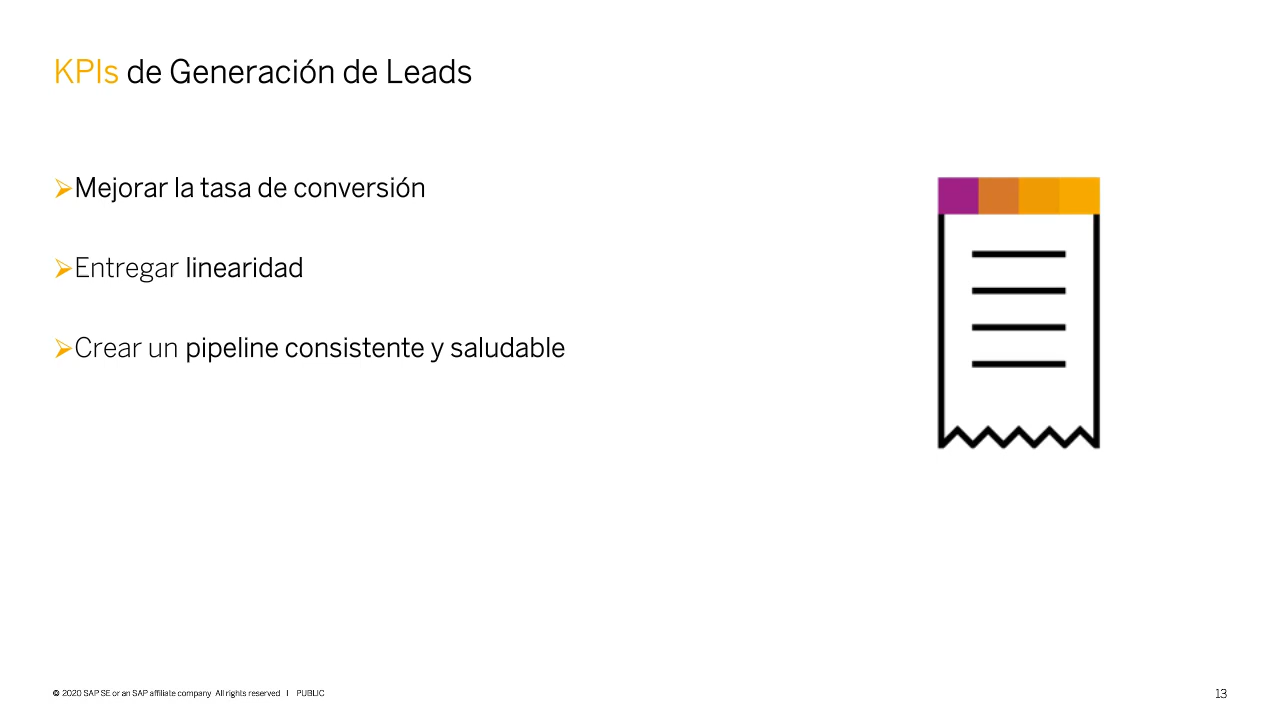 KPIs de Generación de Leads
➢Mejorar la tasa de conversión
➢Entregar linearidad
➢Crear un pipeline consistente y saludable
© 2020 SAP SE or an SAP affiliate company. All rights reserved ǀ PUBLIC
13